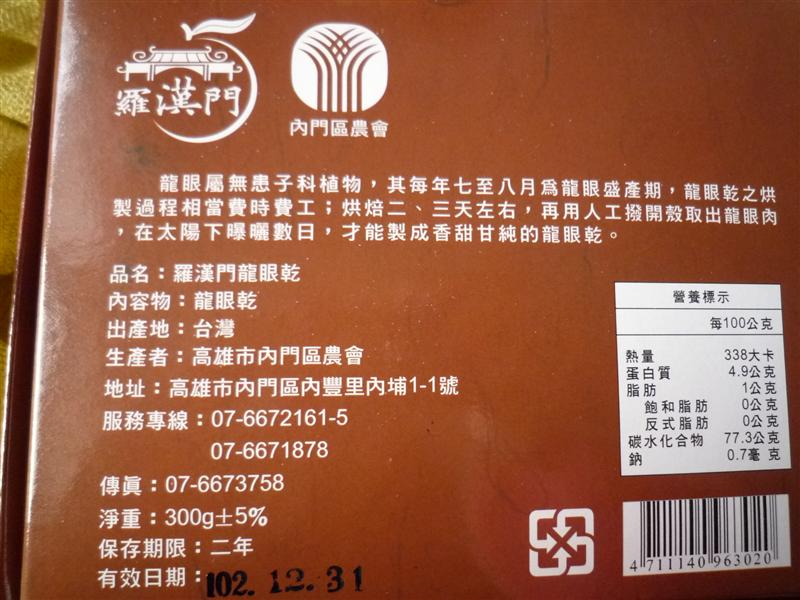 羅漢門
內門區農會
龍眼屬無患子科植物，其每年七至八月為龍眼盛產期，龍眼乾之烘
製過程相當費時費工；烘焙二、三天左右，再用人工撥開殼取出龍眼肉
，在太陽下曝曬數日，才能製成香甜甘純的龍眼乾。
品名：羅漢門龍眼乾
內容物：龍眼乾
出產地：台灣
生產者：高雄市內門區農會
地址：高雄市內門區內豐里內埔1-1號
服務專線：07-6672161-5
07-6671878
傳真：07-6673758
淨重：300g±5%
保存期限：二年
有效日期：102.12.31
營養標示
每100公克
熱量 338大卡
蛋白質 4.9公克
脂肪 1公克
飽和脂肪 0公克
反式脂肪 0公克
碳水化合物 77.3公克
鈉 0.7毫克
4 711140 963020